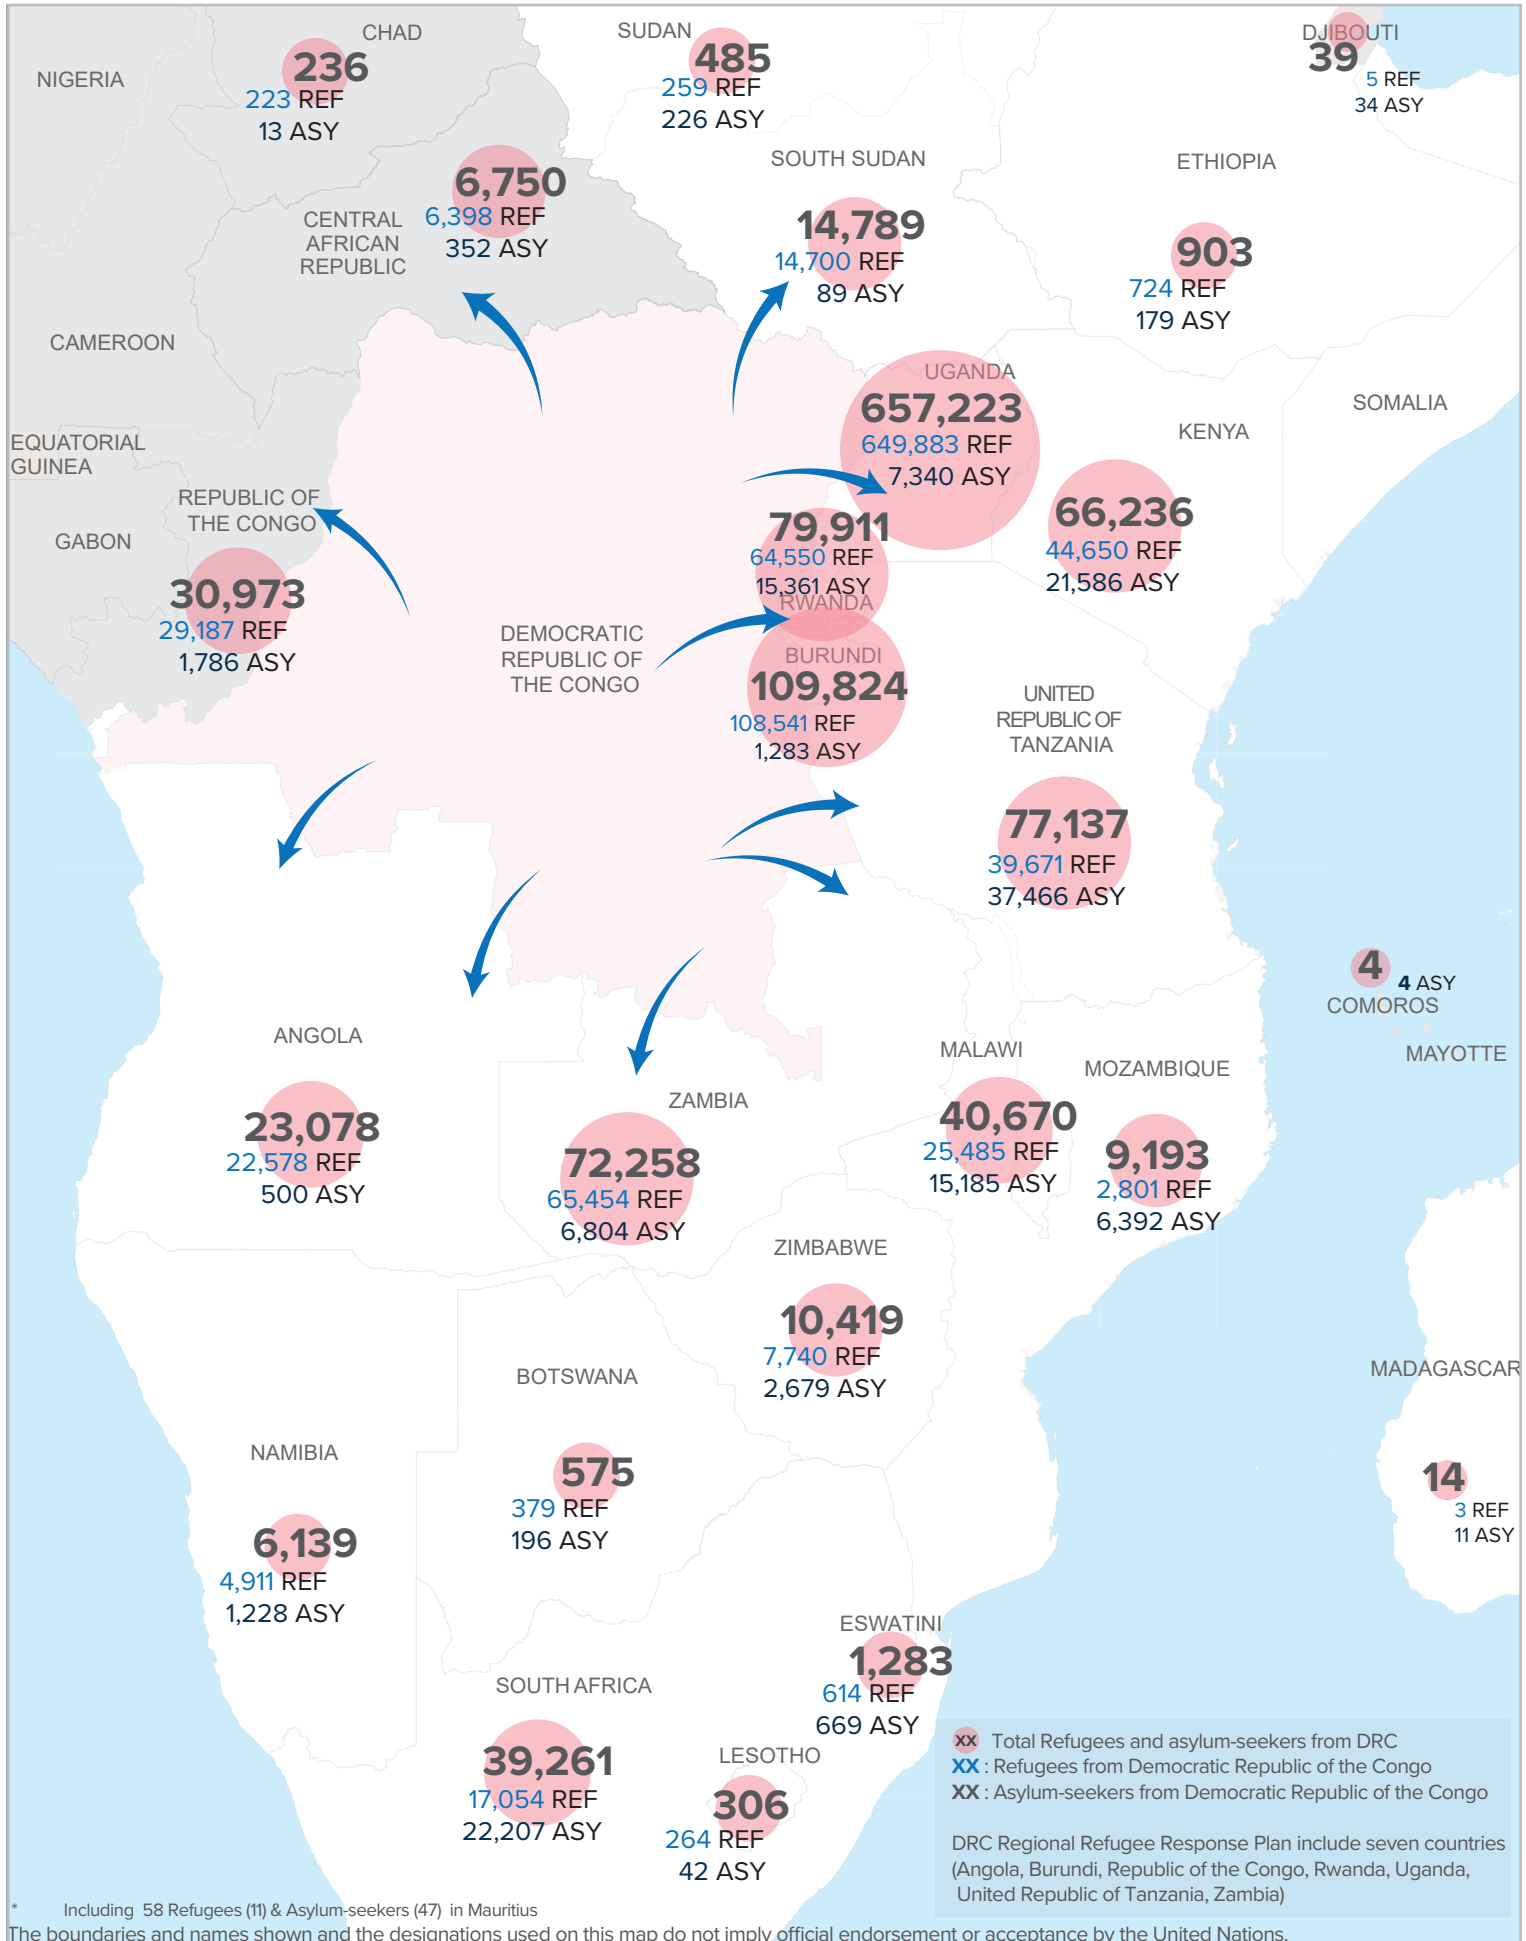 CHAD
236
223 REF
13 ASY
SUDAN
485
259 REF
226 ASY
DJIBOUTI
39
5 REF
34 ASY
NIGERIA
SOUTH SUDAN
14,789
14,700 REF
89 ASY
ETHIOPIA
903
724 REF
179 ASY
6,750
6,398 REF
352 ASY
CENTRAL
AFRICAN
REPUBLIC
CAMEROON
UGANDA
657,223
649,883 REF
7,340 ASY
SOMALIA
KENYA
66,236
44,650 REF
21,586 ASY
EQUATORIAL
GUINEA
REPUBLIC OF
THE CONGO
GABON
30,973
29,187 REF
1,786 ASY
79,911
64,550 REF
15,361 ASY
RWANDA
DEMOCRATIC
REPUBLIC OF
THE CONGO
BURUNDI
109,824
108,541 REF
1,283 ASY
UNITED
REPUBLIC OF
TANZANIA
77,137
39,671 REF
37,466 ASY
4
4 ASY
COMOROS
MAYOTTE
ANGOLA
23,078
22,578 REF
500 ASY
ZAMBIA
72,258
65,454 REF
6,804 ASY
MALAWI
40,670
25,485 REF
15,185 ASY
MOZAMBIQUE
9,193
2,801 REF
6,392 ASY
ZIMBABWE
10,419
7,740 REF
2,679 ASY
BOTSWANA
575
379 REF
196 ASY
MADAGASCAR
14
3 REF
11 ASY
NAMIBIA
6,139
4,911 REF
1,228 ASY
ESWATINI
1,283
614 REF
669 ASY
SOUTH AFRICA
39,261
17,054 REF
22,207 ASY
LESOTHO
306
264 REF
42 ASY
XX Total Refugees and asylum-seekers from DRC
XX : Refugees from Democratic Republic of the Congo
XX : Asylum-seekers from Democratic Republic of the Congo
DRC Regional Refugee Response Plan include seven countries
(Angola, Burundi, Republic of the Congo, Rwanda, Uganda,
United Republic of Tanzania, Zambia)
* Including 58 Refugees (11) & Asylum-seekers (47) in Mauritius
The boundaries and names shown and the designations used on this map do not imply official endorsement or acceptance by the United Nations.